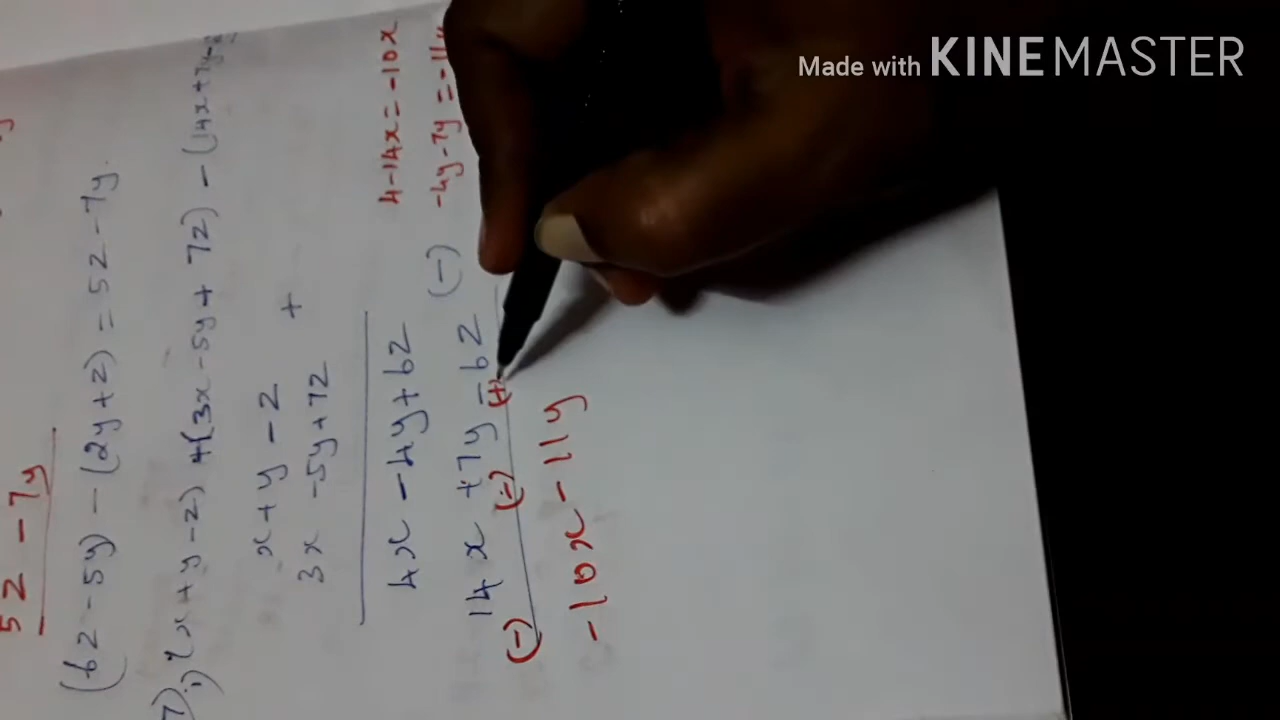 Made with KINEMASTER
5z - 7y
(6z - 5y) - (2y + z) = 5z - 7y.
7) i) (x + y - z) + (3x - 5y + 7z) - (14x + 7y -
x + y - z
3x - 5y + 7z +
4x - 4y + 6z 4-14x = -10x
14x + 7y - 6z (-) -4y - 7y = -11y
(-) (-) (+)
-10x - 11y